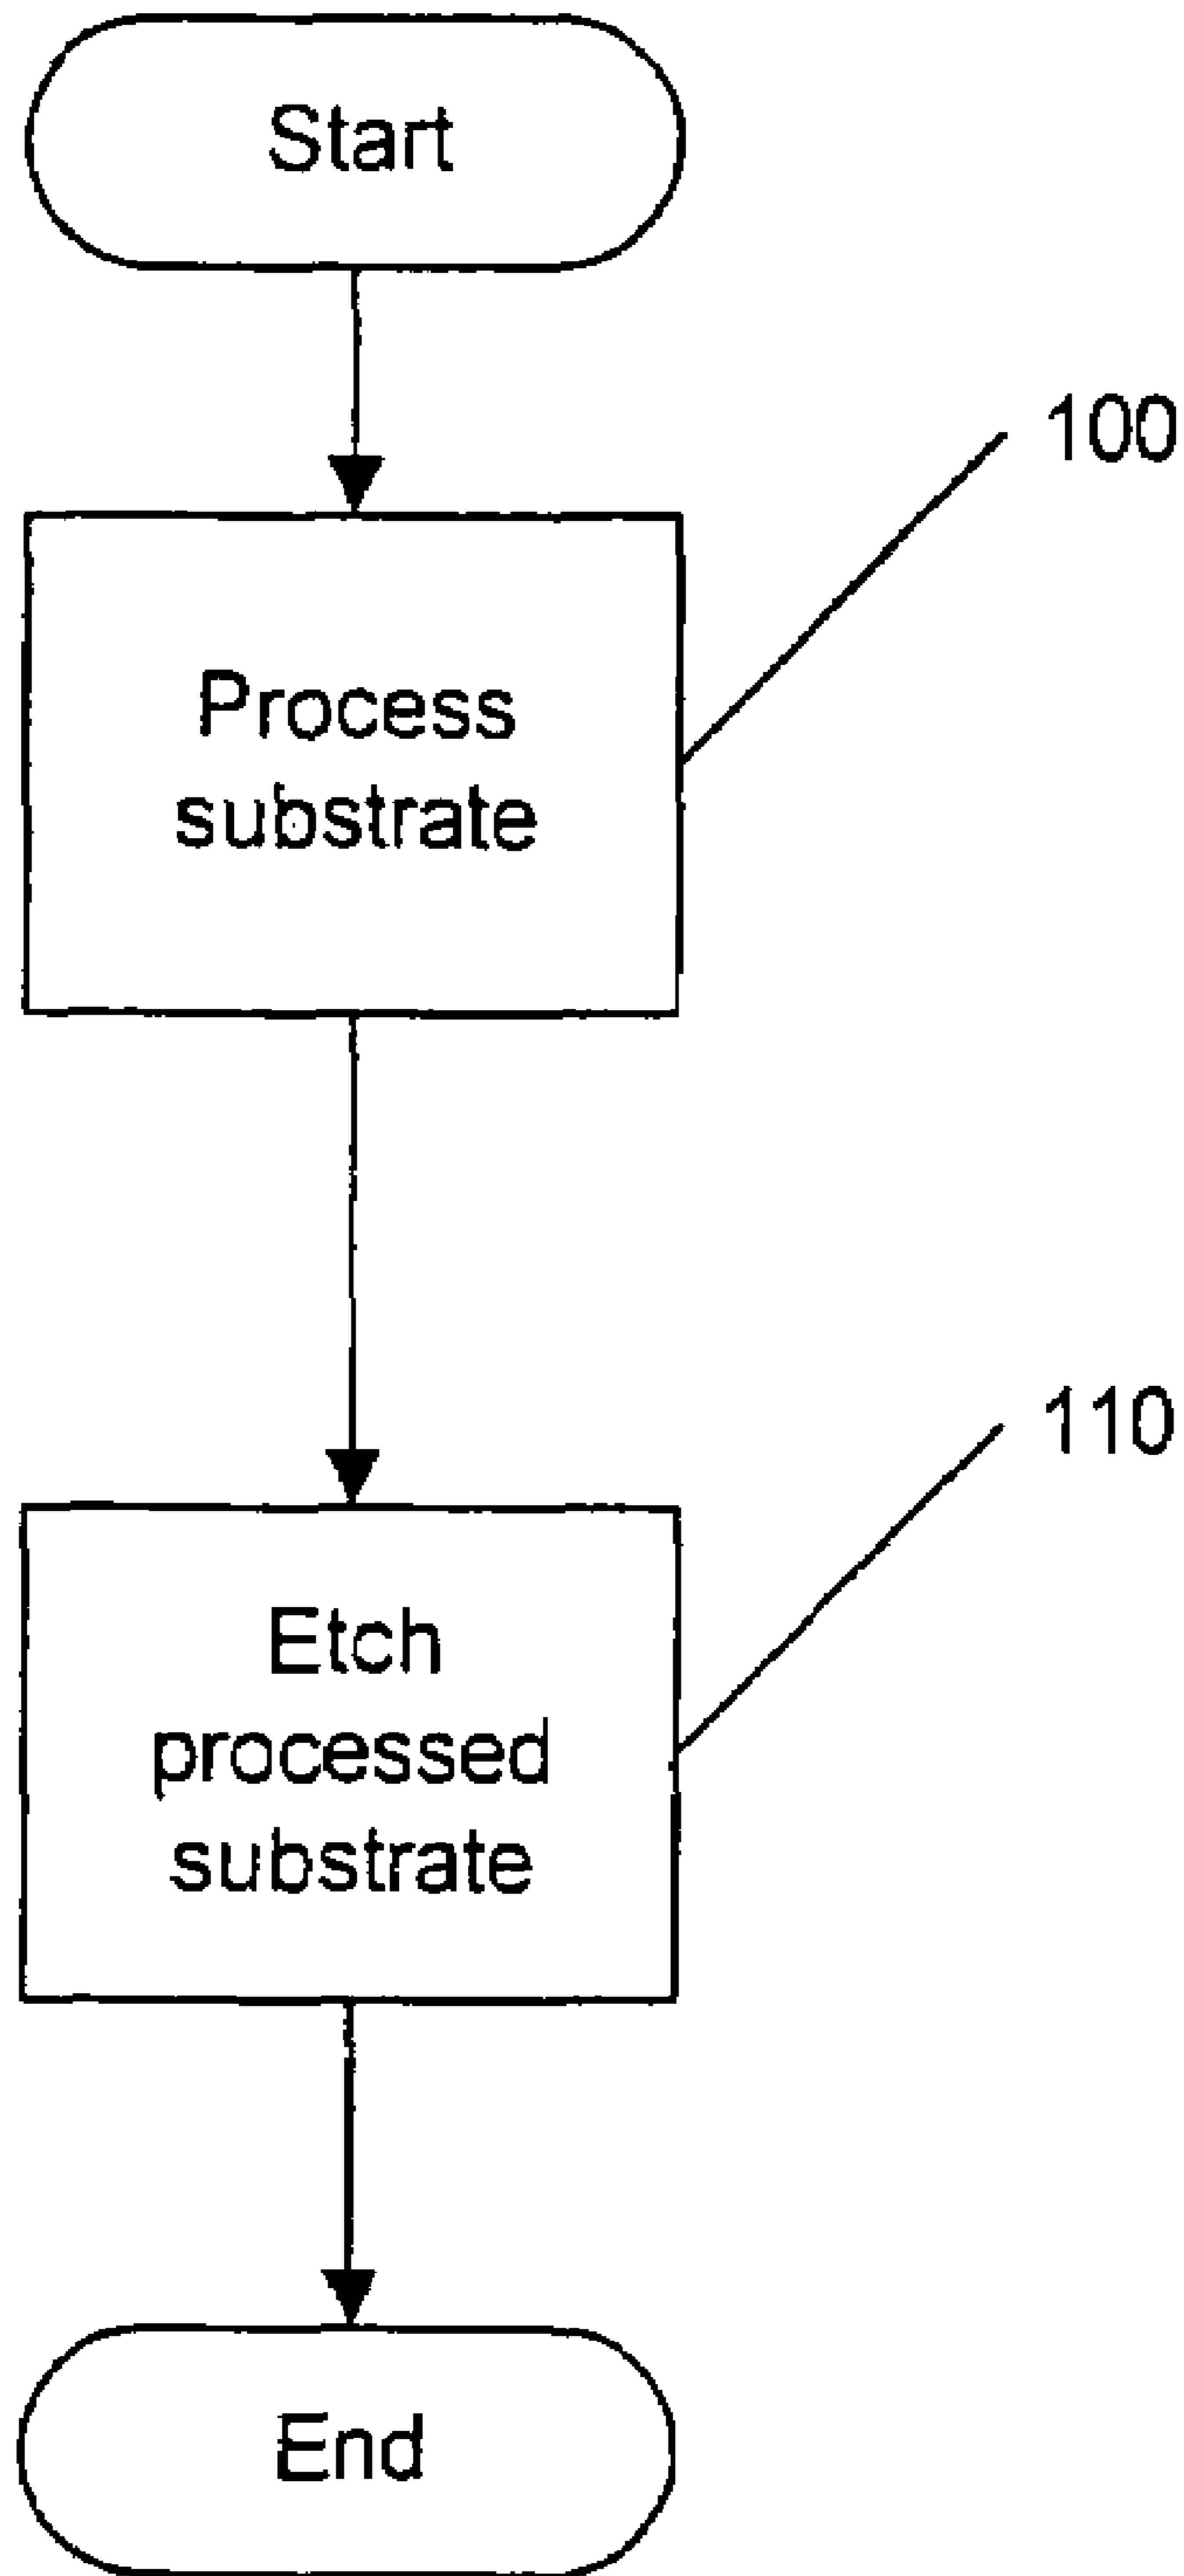 Start
100
Process
substrate
110
Etch
processed
substrate
End